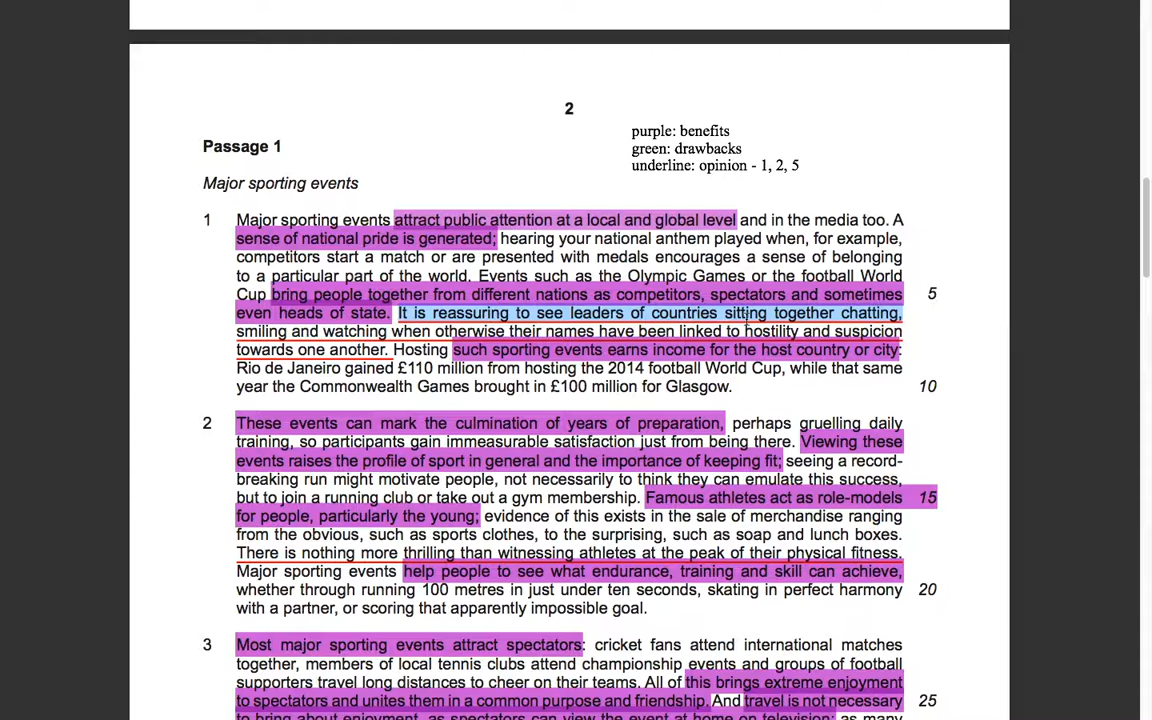 2
purple: benefits
green: drawbacks
underline: opinion - 1, 2, 5
Passage 1
Major sporting events
1 Major sporting events attract public attention at a local and global level and in the media too. A
sense of national pride is generated; hearing your national anthem played when, for example,
competitors start a match or are presented with medals encourages a sense of belonging
to a particular part of the world. Events such as the Olympic Games or the football World
Cup bring people together from different nations as competitors, spectators and sometimes 5
even heads of state. It is reassuring to see leaders of countries sitting together chatting,
smiling and watching when otherwise their names have been linked to hostility and suspicion
towards one another. Hosting such sporting events earns income for the host country or city:
Rio de Janeiro gained £110 million from hosting the 2014 football World Cup, while that same
year the Commonwealth Games brought in £100 million for Glasgow. 10
2 These events can mark the culmination of years of preparation, perhaps gruelling daily
training, so participants gain immeasurable satisfaction just from being there. Viewing these
events raises the profile of sport in general and the importance of keeping fit; seeing a record-
breaking run might motivate people, not necessarily to think they can emulate this success,
but to join a running club or take out a gym membership. Famous athletes act as role-models 15
for people, particularly the young; evidence of this exists in the sale of merchandise ranging
from the obvious, such as sports clothes, to the surprising, such as soap and lunch boxes.
There is nothing more thrilling than witnessing athletes at the peak of their physical fitness.
Major sporting events help people to see what endurance, training and skill can achieve,
whether through running 100 metres in just under ten seconds, skating in perfect harmony 20
with a partner, or scoring that apparently impossible goal.
3 Most major sporting events attract spectators: cricket fans attend international matches
together, members of local tennis clubs attend championship events and groups of football
supporters travel long distances to cheer on their teams. All of this brings extreme enjoyment
to spectators and unites them in a common purpose and friendship. And travel is not necessary 25
to bring about enjoyment, as spectators can view the event at home on television; as many